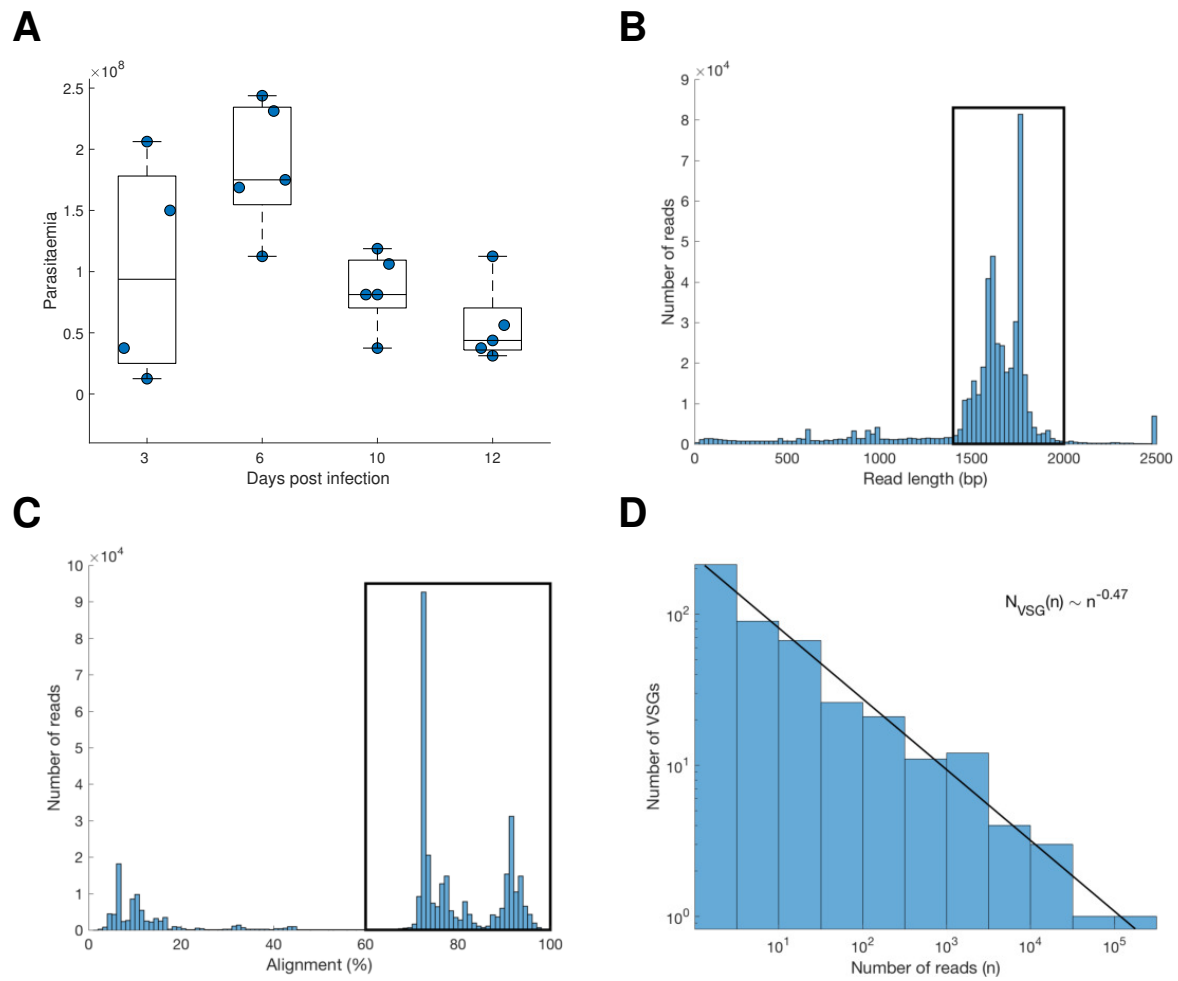 A
×10^8
2.5
2
1.5
1
0.5
0
Parasitaemia
3 6 10 12
Days post infection
B
×10^4
9
8
7
6
5
4
3
2
1
0
Number of reads
0 500 1000 1500 2000 2500
Read length (bp)
C
×10^4
10
9
8
7
6
5
4
3
2
1
0
Number of reads
0 20 40 60 80 100
Alignment (%)
D
N_VSG(n) ~ n^-0.47
10^2
10^1
10^0
Number of VSGs
10^1 10^2 10^3 10^4 10^5
Number of reads (n)